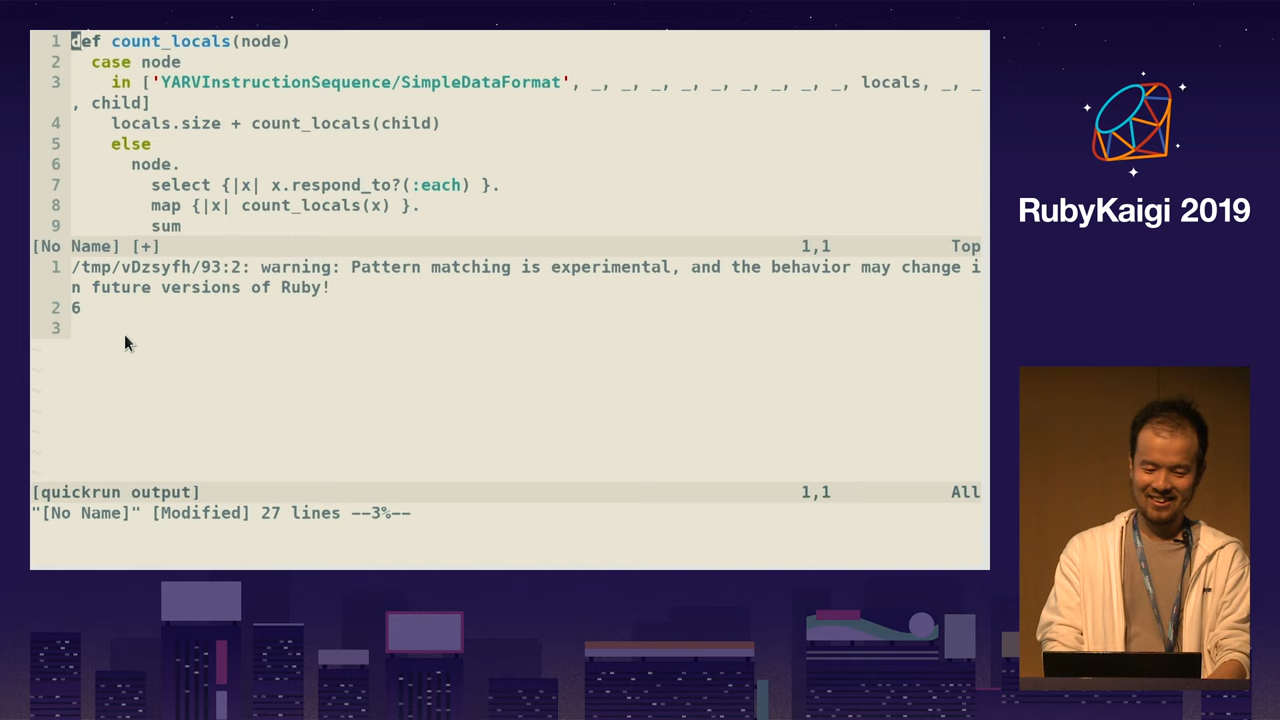 1 def count_locals(node)
2 case node
3 in ['YARVInstructionSequence/SimpleDataFormat', _, _, _, _, _, _, _, _, _, locals, _, _
, child]
4 locals.size + count_locals(child)
5 else
6 node.
7 select {|x| x.respond_to?(:each) }.
8 map {|x| count_locals(x) }.
9 sum
[No Name] [+] 1,1 Top
1 /tmp/vDzsyfh/93:2: warning: Pattern matching is experimental, and the behavior may change i
n future versions of Ruby!
2 6
3
[quickrun output] 1,1 All
"[No Name]" [Modified] 27 lines --3%--
RubyKaigi 2019